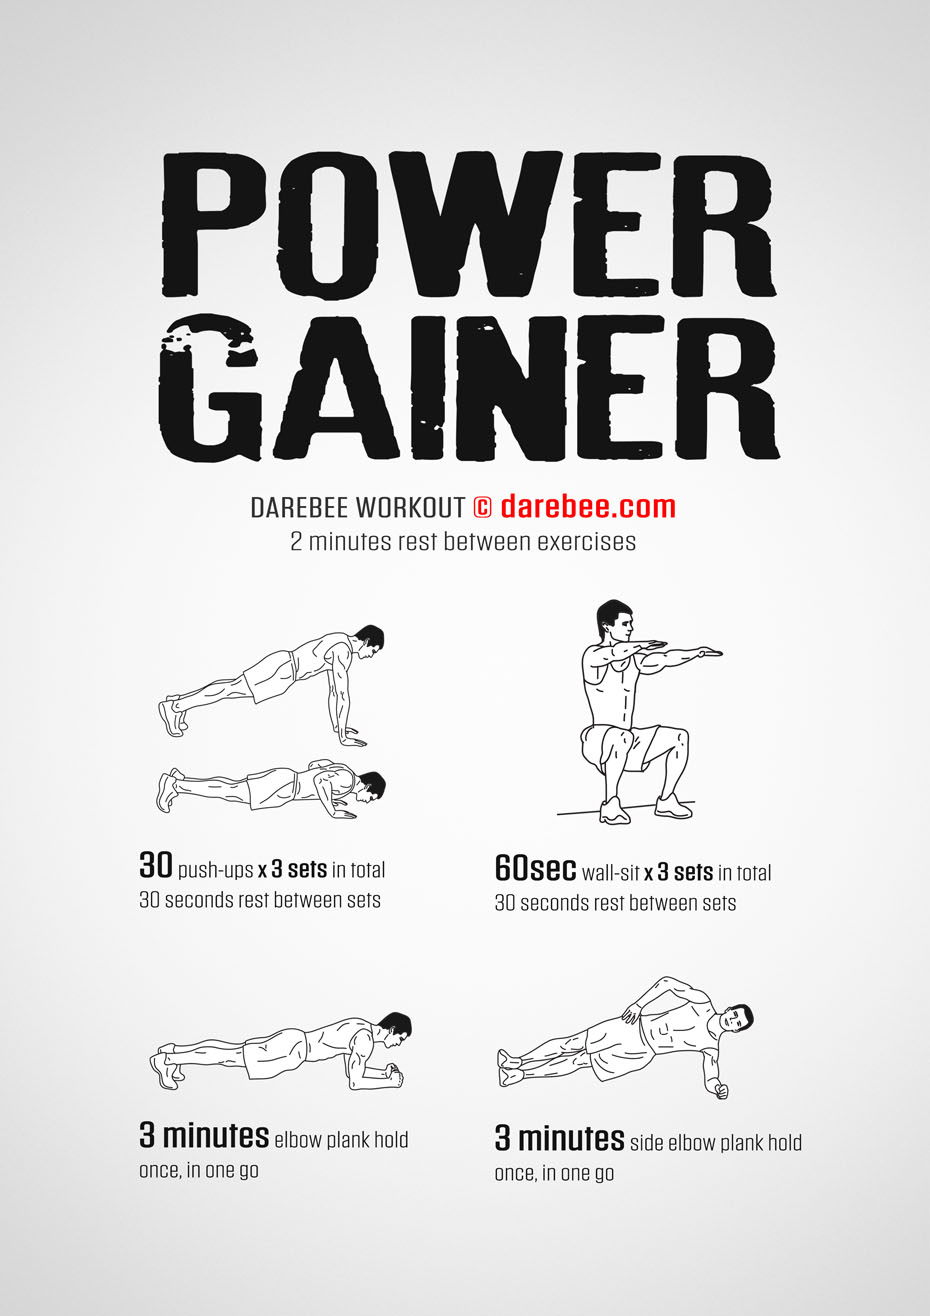 POWER
GAINER
DAREBEE WORKOUT © darebee.com
2 minutes rest between exercises
30 push-ups x 3 sets in total
30 seconds rest between sets
60sec wall-sit x 3 sets in total
30 seconds rest between sets
3 minutes elbow plank hold
once, in one go
3 minutes side elbow plank hold
once, in one go